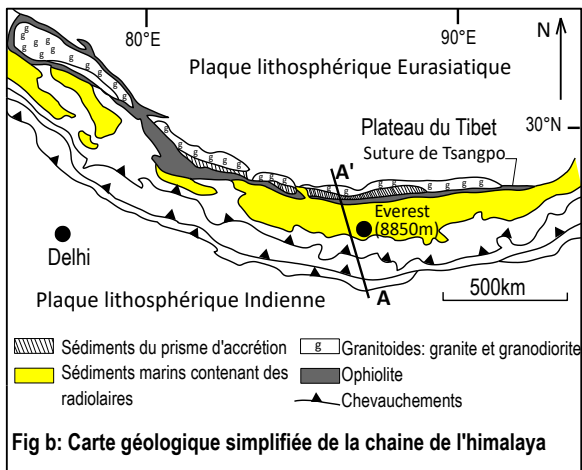 80°E
90°E
N
Plaque lithosphérique Eurasiatique
Plateau du Tibet
30°N
Suture de Tsangpo
A'
Everest
(8850m)
Delhi
Plaque lithosphérique Indienne
A
500km
Sédiments du prisme d'accrétion
g Granitoides: granite et granodiorite
Sédiments marins contenant des
radiolaires
Ophiolite
Chevauchements
Fig b: Carte géologique simplifiée de la chaine de l'himalaya